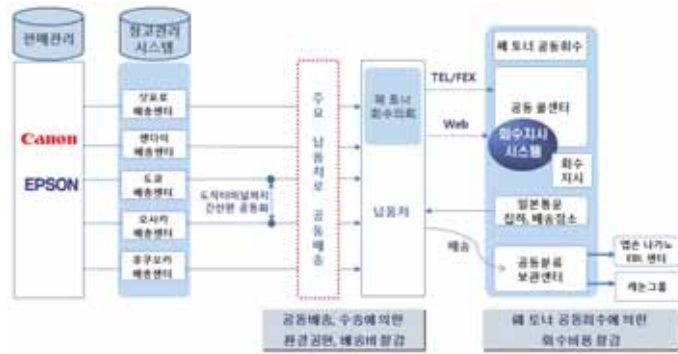 판매관리
창고관리
시스템
Canon
EPSON
삿포로
배송센터
센다이
배송센터
도쿄
배송센터
오사카
배송센터
후쿠오카
배송센터
도착터미널까지
간선편 공동화
주요 납품처로 공동배송
폐 토너
회수의뢰
납품처
TEL/FEX
Web
배송
폐 토너 공동회수
공동 콜센터
회수지시
시스템
회수
지시
일본통운
집하, 배송장소
공동분류
보관센터
엡손 나가노
센터
캐논그룹
공동배송, 수송에 의한
환경공헌, 배송비 절감
폐 토너 공동회수에 의한
회수비용 절감